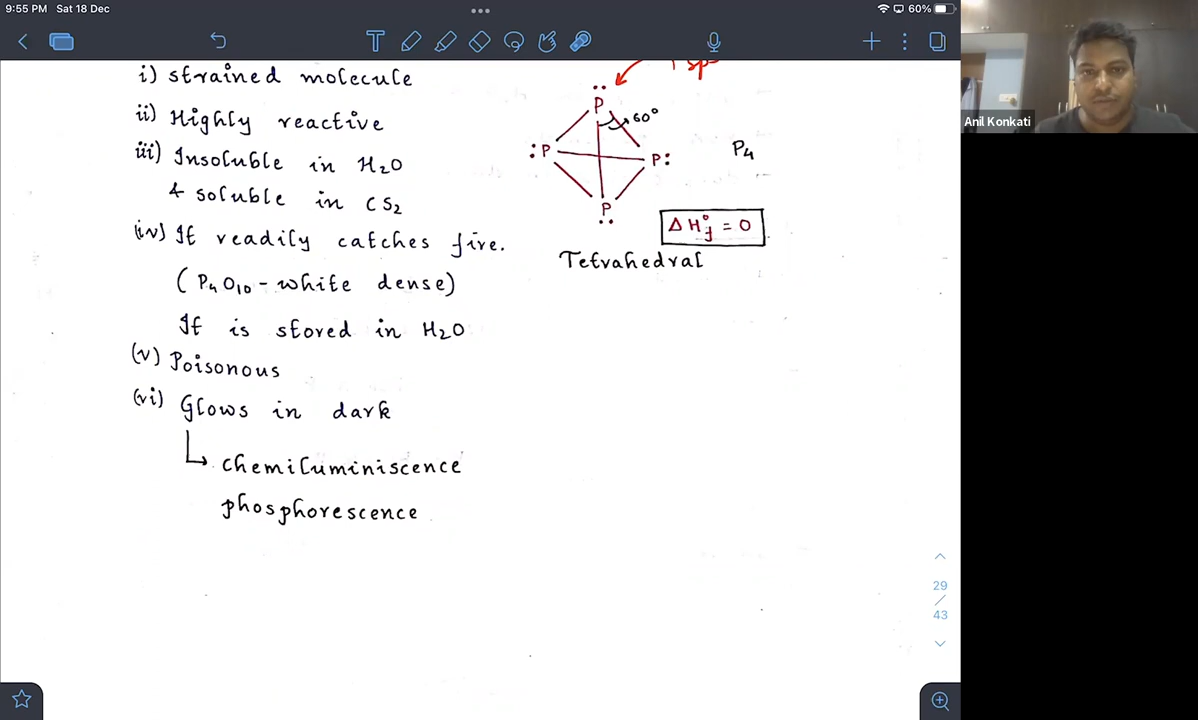 9:55 PM Sat 18 Dec
60%
Anil Konkati
i) strained molecule
ii) Highly reactive
iii) Insoluble in H₂O
& soluble in CS₂
(iv) It readily catches fire.
(P₄O₁₀ - white dense)
It is stored in H₂O
(v) Poisonous
(vi) Glows in dark
chemiluminiscence
phosphorescence
P
60°
:P
P:
P
P₄
ΔH°f = 0
Tetrahedral
29
/
43